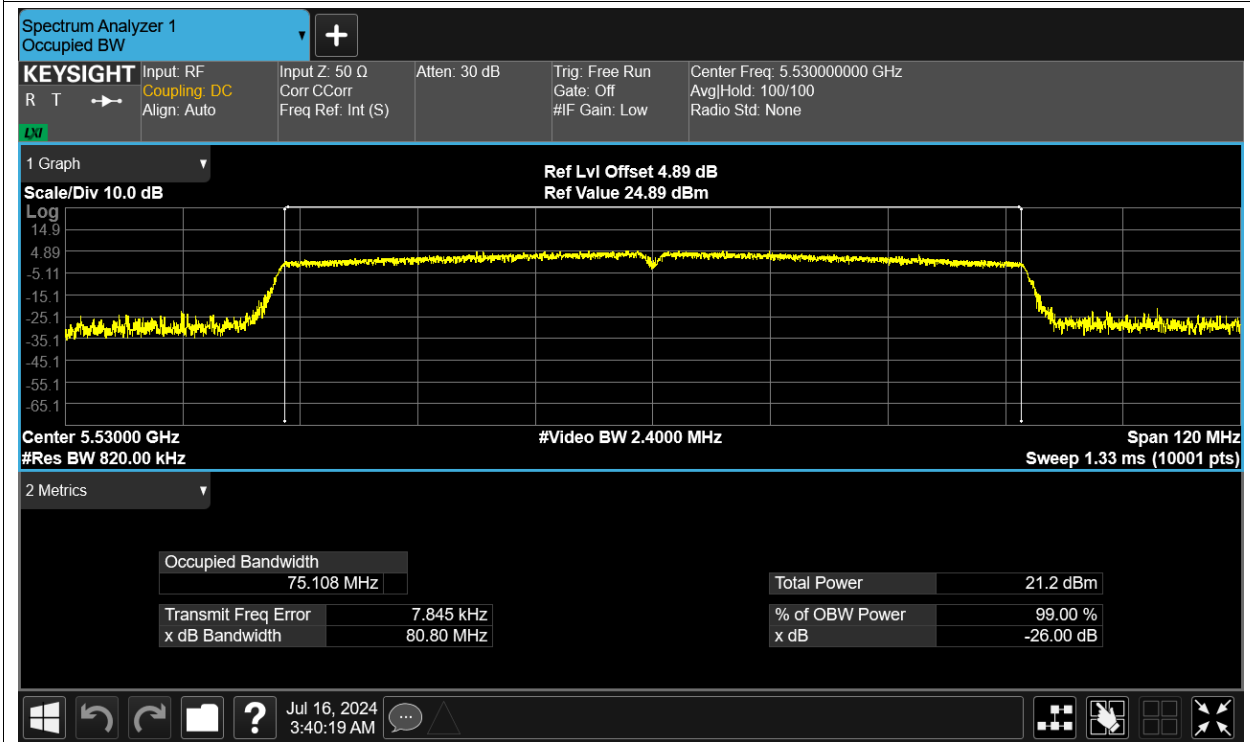 Spectrum Analyzer 1
Occupied BW
KEYSIGHT
R T
LXI
Input: RF
Coupling: DC
Align: Auto
Input Z: 50 Ω
Corr CCorr
Freq Ref: Int (S)
Atten: 30 dB
Trig: Free Run
Gate: Off
#IF Gain: Low
Center Freq: 5.530000000 GHz
Avg|Hold: 100/100
Radio Std: None
1 Graph
Ref Lvl Offset 4.89 dB
Scale/Div 10.0 dB
Ref Value 24.89 dBm
Log
14.9
4.89
-5.11
-15.1
-25.1
-35.1
-45.1
-55.1
-65.1
Center 5.53000 GHz
#Video BW 2.4000 MHz
Span 120 MHz
#Res BW 820.00 kHz
Sweep 1.33 ms (10001 pts)
2 Metrics
Occupied Bandwidth
75.108 MHz
Total Power 21.2 dBm
Transmit Freq Error 7.845 kHz
% of OBW Power 99.00 %
x dB Bandwidth 80.80 MHz
x dB -26.00 dB
?
Jul 16, 2024
3:40:19 AM